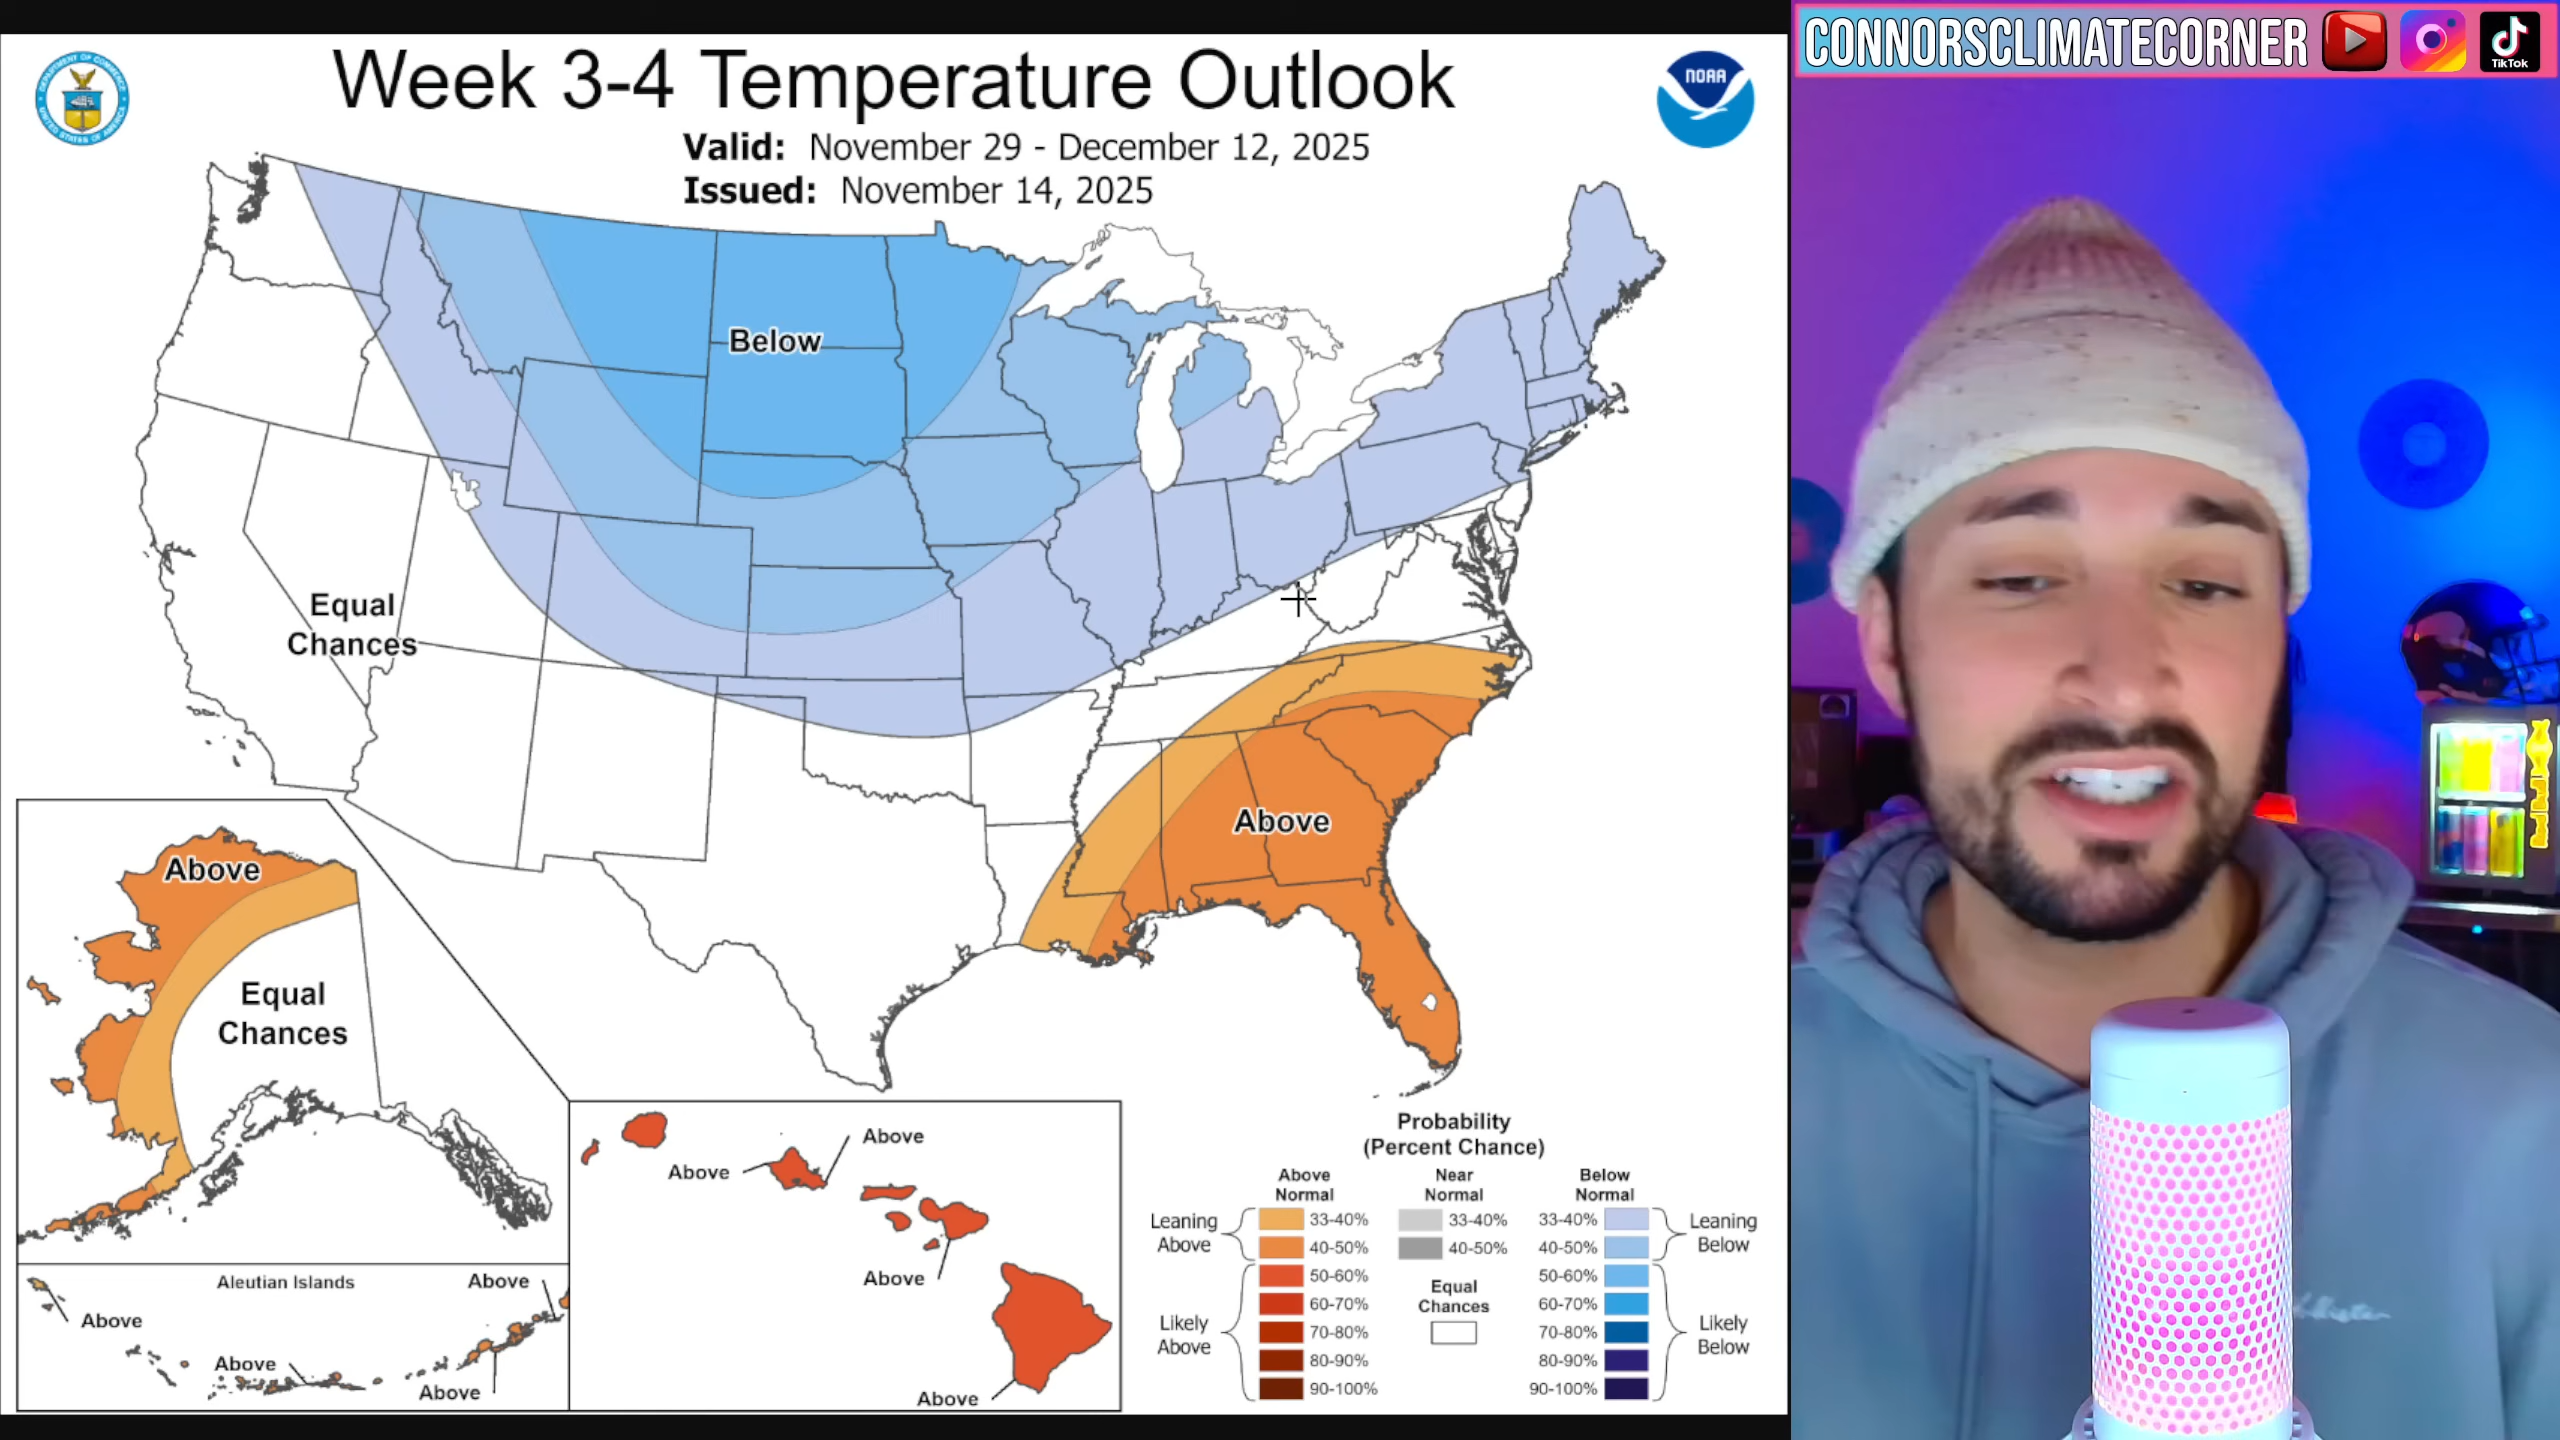 Week 3-4 Temperature Outlook
Valid: November 29 - December 12, 2025
Issued: November 14, 2025
NOAA
CONNORSCLIMATECORNER
TikTok
Below
Equal
Chances
Above
Above
Equal
Chances
Aleutian Islands
Above
Above
Above
Above
Above
Above
Above
Above
Probability
(Percent Chance)
Above
Normal
Near
Normal
Below
Normal
Leaning
Above
33-40%
40-50%
33-40%
40-50%
33-40%
40-50%
Leaning
Below
Equal
Chances
Likely
Above
50-60%
60-70%
70-80%
80-90%
90-100%
50-60%
60-70%
70-80%
80-90%
90-100%
Likely
Below
Red Bull